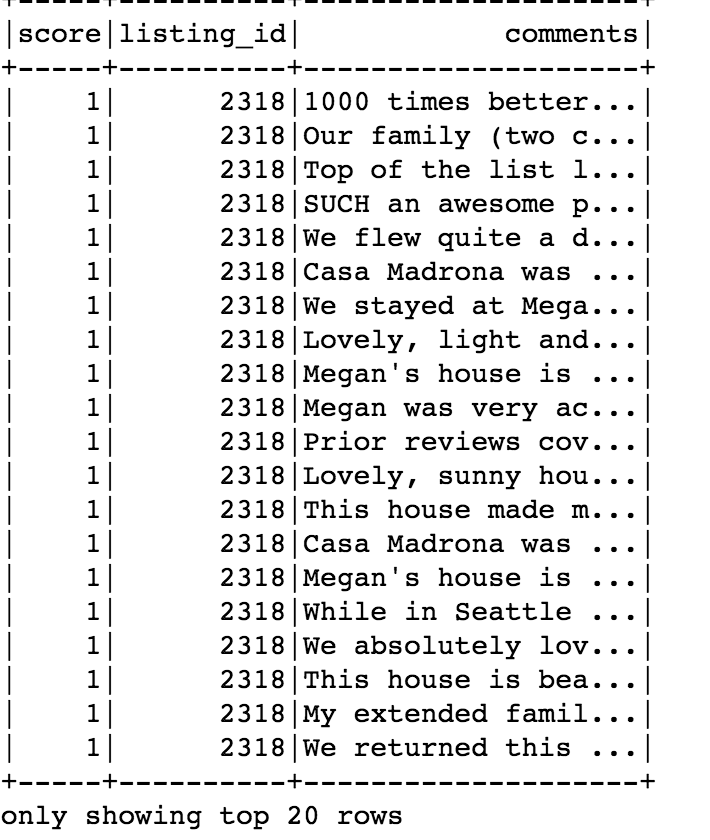 +-----+----------+--------------------+
|score|listing_id|            comments|
+-----+----------+--------------------+
|    1|      2318|1000 times better...|
|    1|      2318|Our family (two c...|
|    1|      2318|Top of the list l...|
|    1|      2318|SUCH an awesome p...|
|    1|      2318|We flew quite a d...|
|    1|      2318|Casa Madrona was ...|
|    1|      2318|We stayed at Mega...|
|    1|      2318|Lovely, light and...|
|    1|      2318|Megan's house is ...|
|    1|      2318|Megan was very ac...|
|    1|      2318|Prior reviews cov...|
|    1|      2318|Lovely, sunny hou...|
|    1|      2318|This house made m...|
|    1|      2318|Casa Madrona was ...|
|    1|      2318|Megan's house is ...|
|    1|      2318|While in Seattle ...|
|    1|      2318|We absolutely lov...|
|    1|      2318|This house is bea...|
|    1|      2318|My extended famil...|
|    1|      2318|We returned this ...|
+-----+----------+--------------------+
only showing top 20 rows